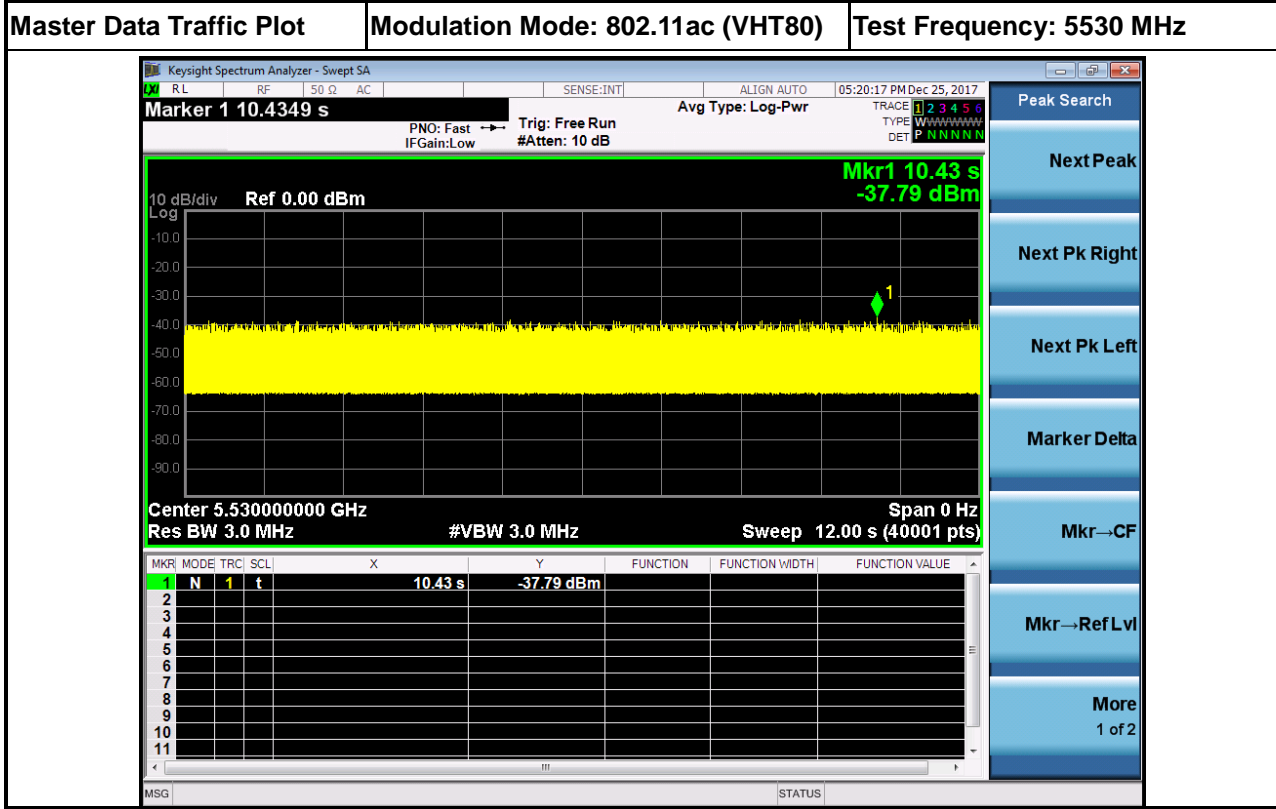 Master Data Traffic Plot
Modulation Mode: 802.11ac (VHT80)
Test Frequency: 5530 MHz
Keysight Spectrum Analyzer - Swept SA
LXI RL RF 50 Ω AC SENSE:INT ALIGN AUTO 05:20:17 PM Dec 25, 2017
Marker 1 10.4349 s
PNO: Fast
IFGain:Low
Trig: Free Run
#Atten: 10 dB
Avg Type: Log-Pwr
TRACE 1 2 3 4 5 6
TYPE WWWWWW
DET P N N N N N
Mkr1 10.43 s
-37.79 dBm
10 dB/div Ref 0.00 dBm
Log
-10.0
-20.0
-30.0
-40.0
-50.0
-60.0
-70.0
-80.0
-90.0
1
Center 5.530000000 GHz Span 0 Hz
Res BW 3.0 MHz #VBW 3.0 MHz Sweep 12.00 s (40001 pts)
MKR MODE TRC SCL X Y FUNCTION FUNCTION WIDTH FUNCTION VALUE
1 N 1 t 10.43 s -37.79 dBm
2
3
4
5
6
7
8
9
10
11
MSG STATUS
Peak Search
Next Peak
Next Pk Right
Next Pk Left
Marker Delta
Mkr→CF
Mkr→Ref Lvl
More
1 of 2